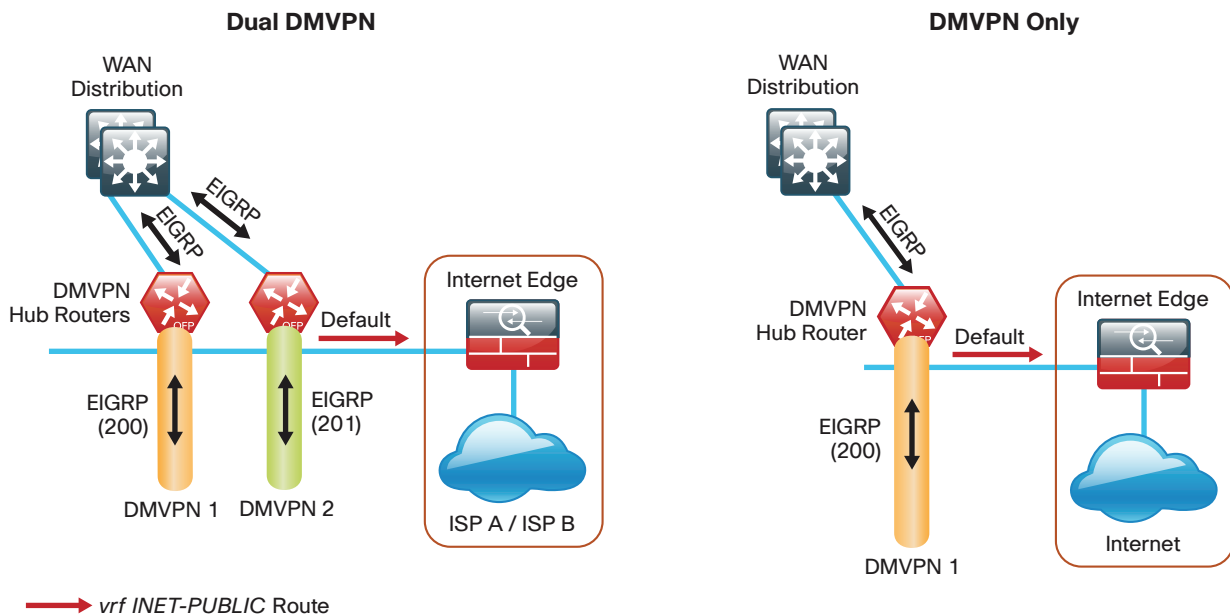 Dual DMVPN
WAN
Distribution
EIGRP
EIGRP
DMVPN
Hub Routers
Default
Internet Edge
EIGRP
(200)
EIGRP
(201)
DMVPN 1
DMVPN 2
ISP A / ISP B
DMVPN Only
WAN
Distribution
EIGRP
DMVPN
Hub Router
Default
Internet Edge
EIGRP
(200)
DMVPN 1
Internet
vrf INET-PUBLIC Route